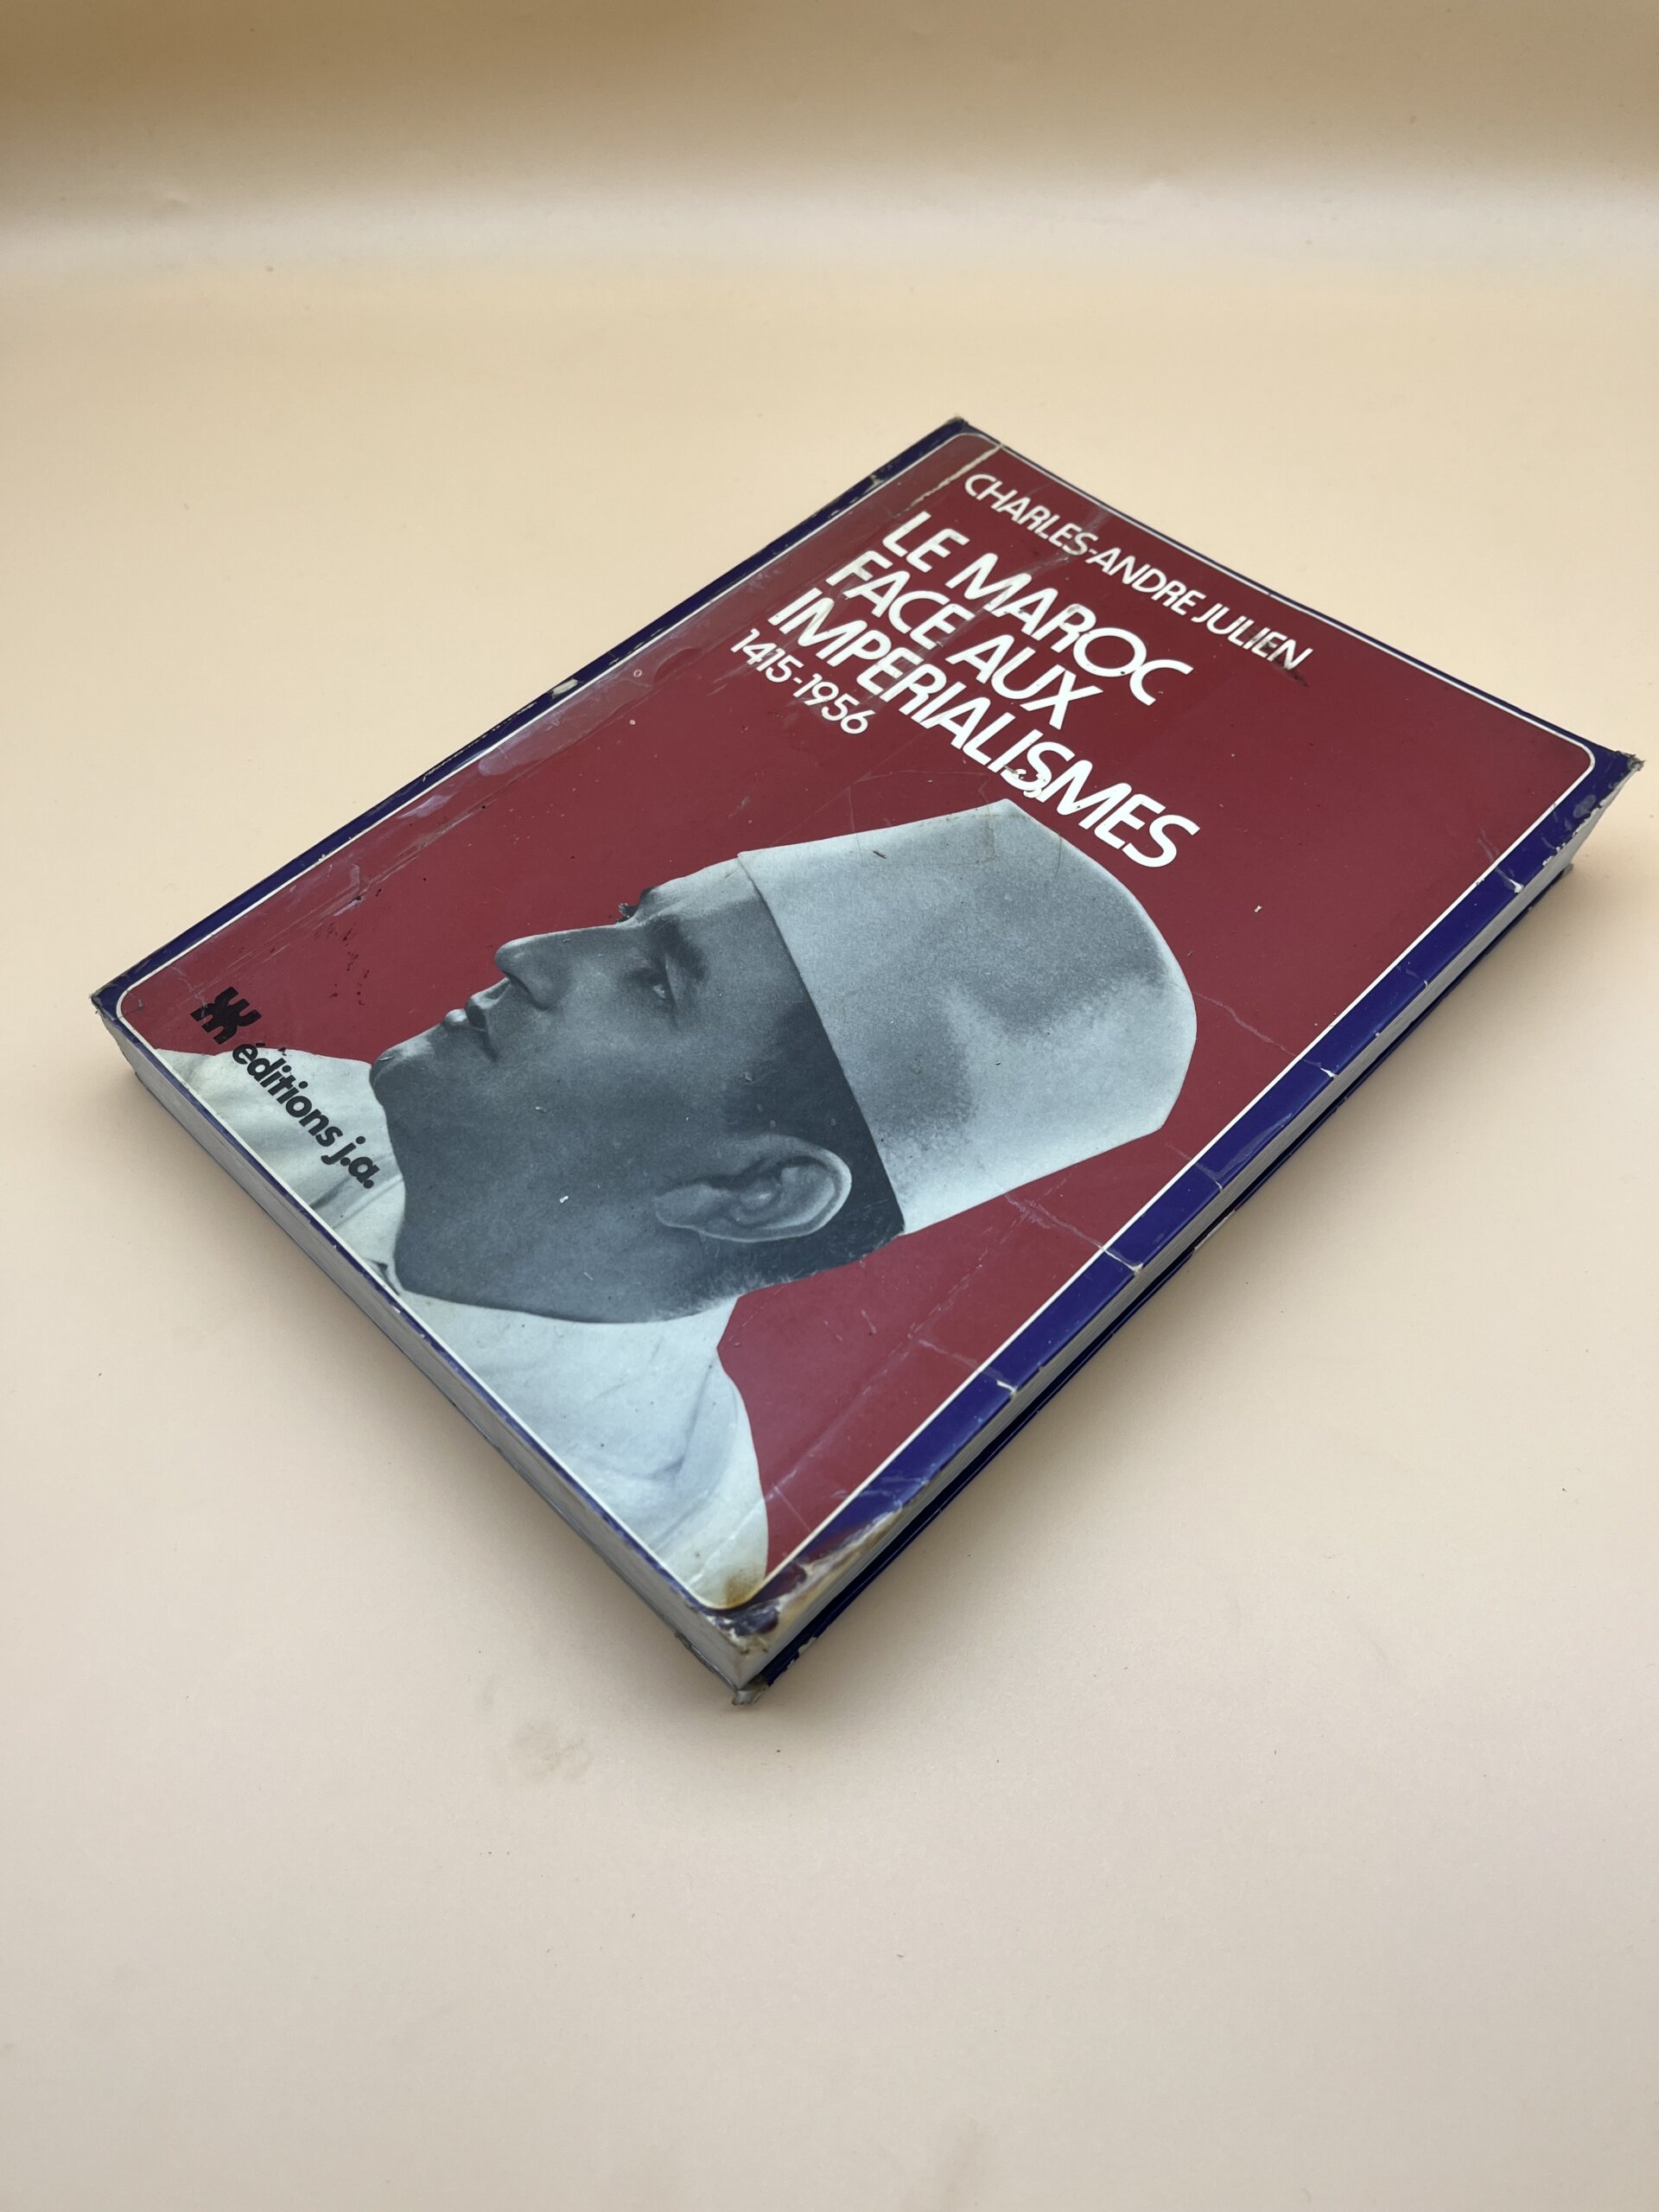 CHARLES-ANDRE JULIEN
LE MAROC
FACE AUX
IMPERIALISMES
1415-1956
éditions j.a.